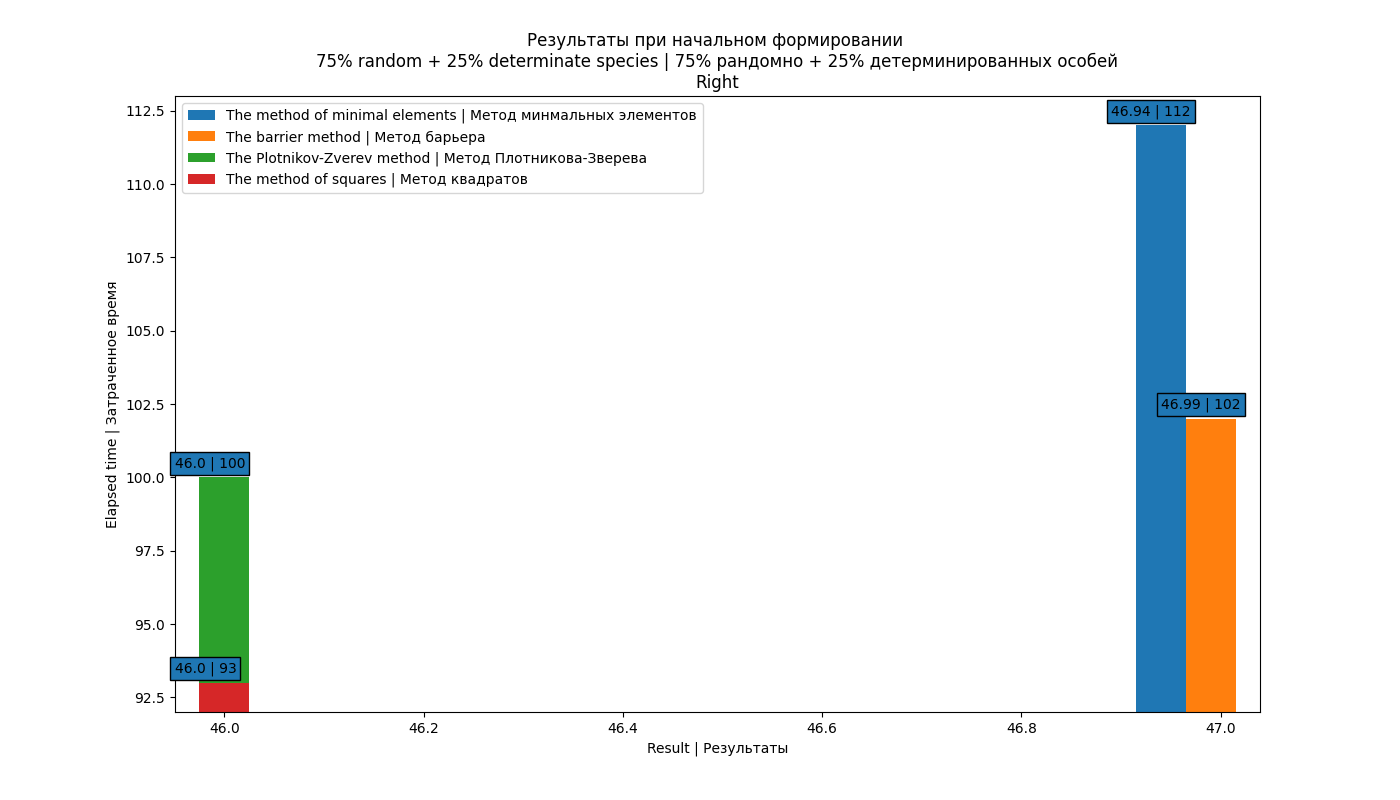 Результаты при начальном формировании
75% random + 25% determinate species | 75% рандомно + 25% детерминированных особей
Right
The method of minimal elements | Метод минмальных элементов
The barrier method | Метод барьера
The Plotnikov-Zverev method | Метод Плотникова-Зверева
The method of squares | Метод квадратов
46.94 | 112
46.99 | 102
46.0 | 100
46.0 | 93
112.5
110.0
107.5
105.0
102.5
100.0
97.5
95.0
92.5
Elapsed time | Затраченное время
46.0
46.2
46.4
46.6
46.8
47.0
Result | Результаты